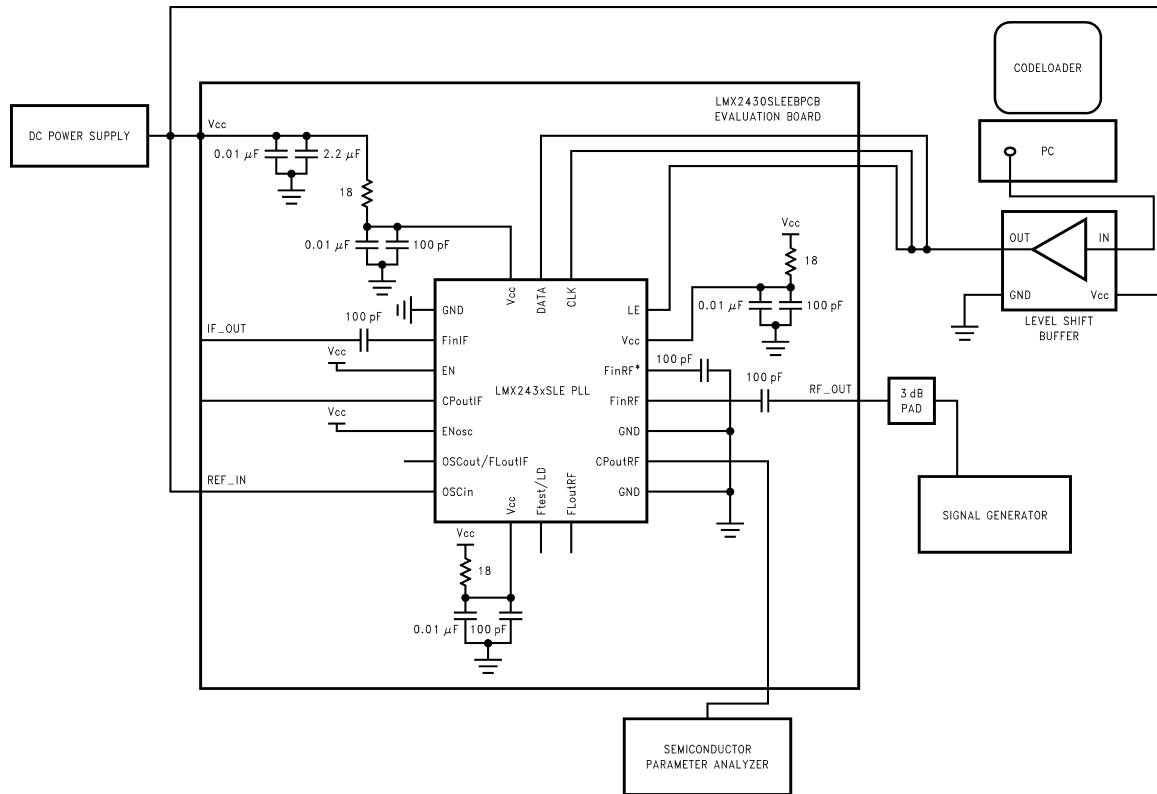 CODELOADER
LMX2430SLEEBPCB
EVALUATION BOARD
DC POWER SUPPLY
Vcc
0.01 µF
2.2 µF
PC
18
Vcc
OUT
IN
0.01 µF
100 pF
18
GND
Vcc
Vcc
DATA
CLK
LEVEL SHIFT
BUFFER
GND
LE
0.01 µF
100 pF
100 pF
IF_OUT
FinIF
Vcc
Vcc
EN
FinRF*
100 pF
100 pF
RF_OUT
3 dB
PAD
LMX243xSLE PLL
CPoutIF
FinRF
Vcc
ENosc
GND
OSCout/FLoutIF
CPoutRF
REF_IN
OSCin
GND
Vcc
Ftest/LD
FLoutRF
SIGNAL GENERATOR
Vcc
18
0.01 µF
100 pF
SEMICONDUCTOR
PARAMETER ANALYZER